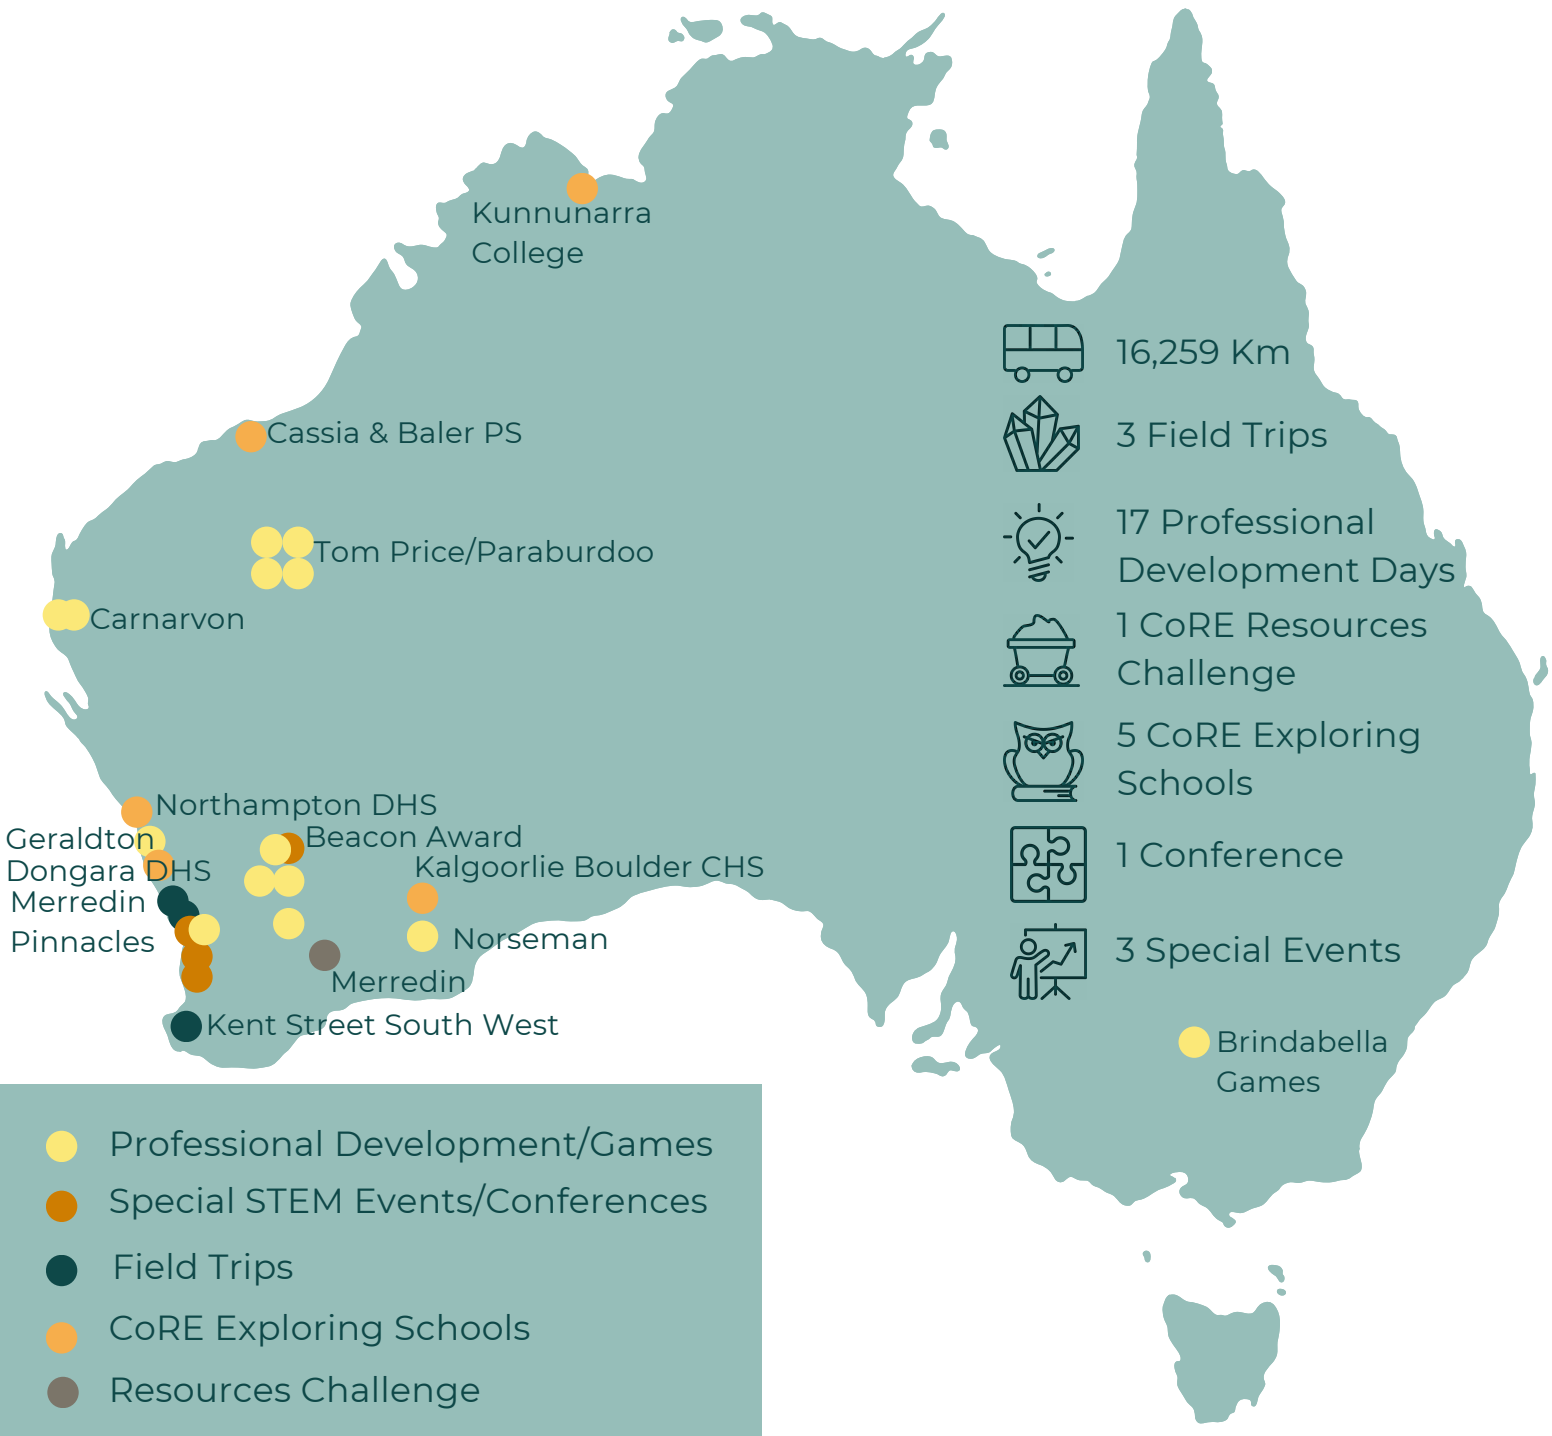 Kunnunarra
College
16,259 Km
Cassia & Baler PS
3 Field Trips
17 Professional
Development Days
Tom Price/Paraburdoo
Carnarvon
1 CoRE Resources
Challenge
5 CoRE Exploring
Schools
Northampton DHS
Geraldton
Beacon Award
Dongara DHS
Kalgoorlie Boulder CHS
1 Conference
Merredin
Pinnacles
Norseman
3 Special Events
Merredin
Kent Street South West
Brindabella
Games
Professional Development/Games
Special STEM Events/Conferences
Field Trips
CoRE Exploring Schools
Resources Challenge